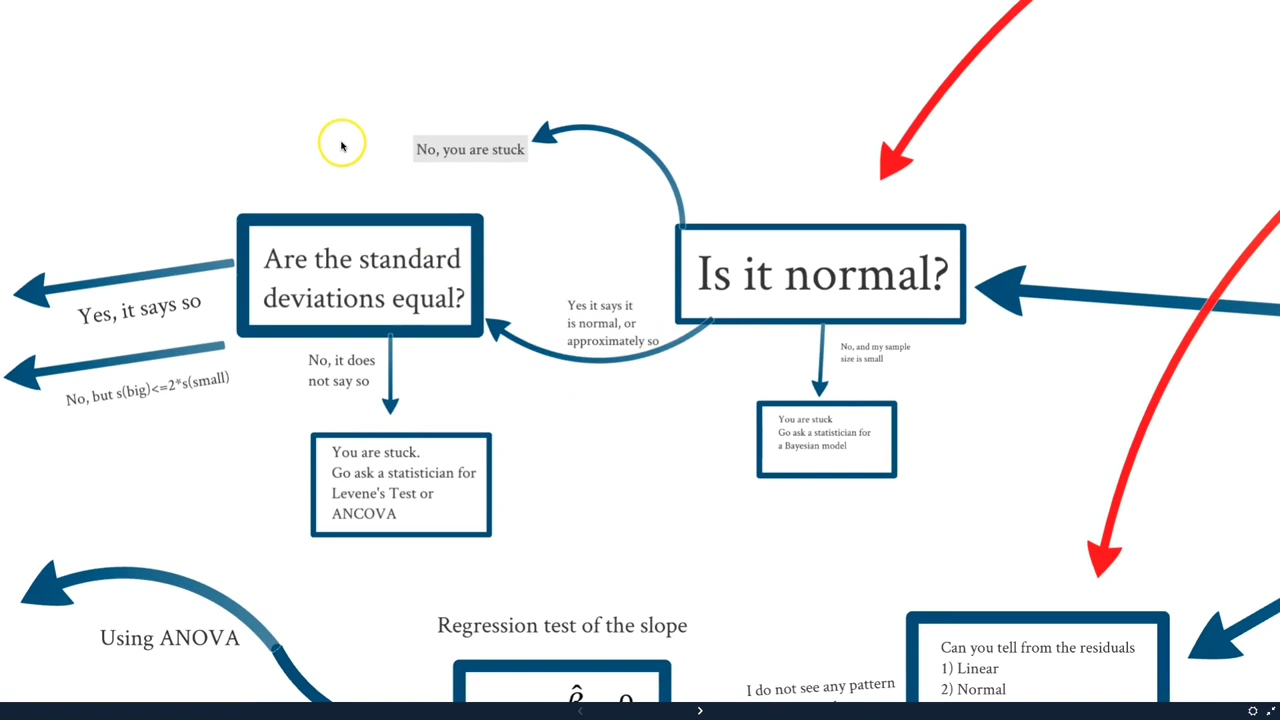 No, you are stuck
Are the standard
deviations equal?
Is it normal?
Yes, it says so
No, but s(big)<=2*s(small)
No, it does
not say so
Yes it says it
is normal, or
approximately so
No, and my sample
size is small
You are stuck
Go ask a statistician for
a Bayesian model
You are stuck.
Go ask a statistician for
Levene's Test or
ANCOVA
Using ANOVA
Regression test of the slope
I do not see any pattern
Can you tell from the residuals
1) Linear
2) Normal